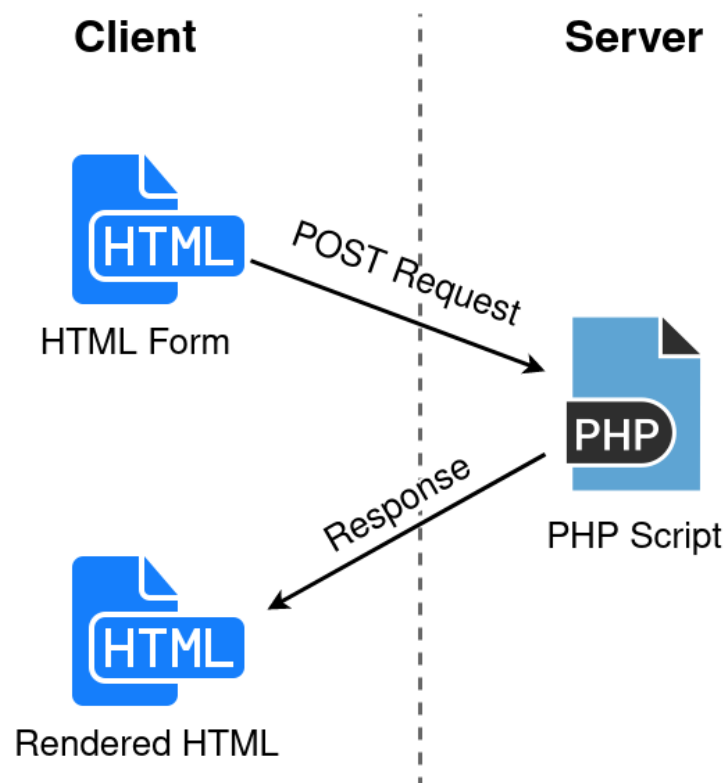 Client
Server
HTML
HTML Form
POST Request
PHP
PHP Script
Response
HTML
Rendered HTML